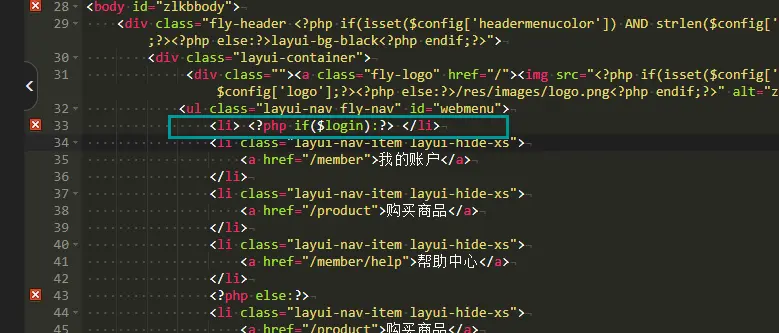 28 <body id="zlkbbody">
29 <div class="fly-header <?php if(isset($config['headermenucolor']) AND strlen($config['
;?><?php else:?>layui-bg-black<?php endif;?>">
30 <div class="layui-container">
31 <div class=""><a class="fly-logo" href="/"><img src="<?php if(isset($config['
$config['logo'];?><?php else:?>/res/images/logo.png<?php endif;?>" alt="z
32 <ul class="layui-nav fly-nav" id="webmenu">
33 <li> <?php if($login):?> </li>
34 <li class="layui-nav-item layui-hide-xs">
35 <a href="/member">我的账户</a>
36 </li>
37 <li class="layui-nav-item layui-hide-xs">
38 <a href="/product">购买商品</a>
39 </li>
40 <li class="layui-nav-item layui-hide-xs">
41 <a href="/member/help">帮助中心</a>
42 </li>
43 <?php else:?>
44 <li class="layui-nav-item layui-hide-xs">
45 <a href="/product">购买商品</a>